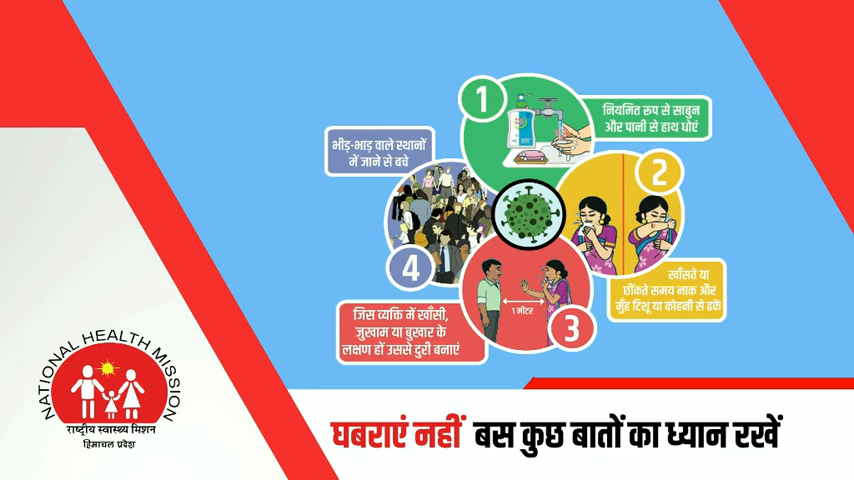 1
नियमित रूप से साबुन
और पानी से हाथ धोएं
2
खाँसते या
छींकते समय नाक और
मुँह टिशू या कोहनी से ढकें
1 मीटर
3
जिस व्यक्ति में खाँसी,
जुखाम या बुखार के
लक्षण हों उससे दुरी बनाएं
4
भीड़-भाड़ वाले स्थानों
में जाने से बचे
NATIONAL HEALTH MISSION
राष्ट्रीय स्वास्थ्य मिशन
हिमाचल प्रदेश
घबराएं नहीं बस कुछ बातों का ध्यान रखें